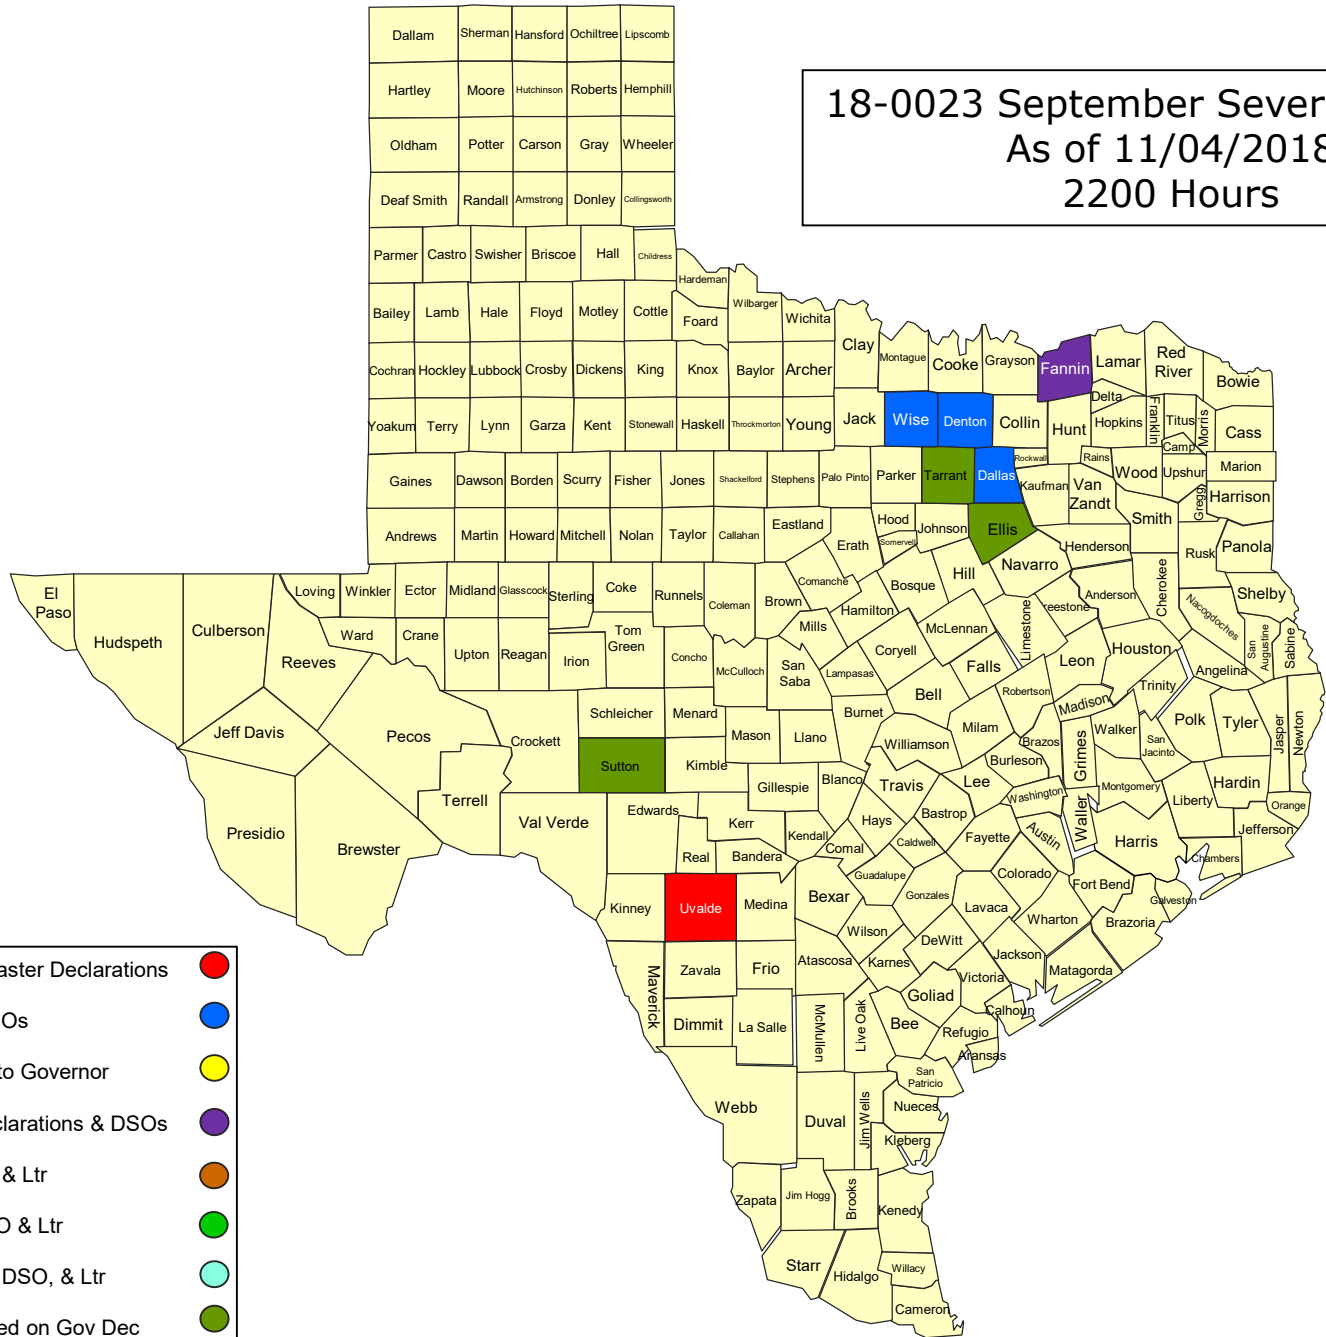 18-0023 September Sever
As of 11/04/2018
2200 Hours
Dallam Sherman Hansford Ochiltree Lipscomb
Hartley Moore Hutchinson Roberts Hemphill
Oldham Potter Carson Gray Wheeler
Deaf Smith Randall Armstrong Donley Collingsworth
Parmer Castro Swisher Briscoe Hall Childress
Hardeman
Bailey Lamb Hale Floyd Motley Cottle Foard Wilbarger Wichita
Clay Montague Cooke Grayson Fannin Lamar Red
River
Bowie
Cochran Hockley Lubbock Crosby Dickens King Knox Baylor Archer
Delta
Yoakum Terry Lynn Garza Kent Stonewall Haskell Throckmorton Young Jack Wise Denton Collin Hunt Hopkins Franklin Titus Morris Cass
Camp
Gaines Dawson Borden Scurry Fisher Jones Shackelford Stephens Palo Pinto Parker Tarrant Dallas Rockwall Kaufman Rains Van
Zandt
Wood Upshur Marion
Gregg Harrison
Andrews Martin Howard Mitchell Nolan Taylor Callahan Eastland Erath Hood Somervell Johnson Ellis Henderson Smith Rusk Panola
El
Paso
Hudspeth Culberson Loving Winkler Ector Midland Glasscock Sterling Coke Runnels Coleman Brown Comanche Hamilton Bosque Hill Navarro Freestone Anderson Cherokee Nacogdoches Shelby
Reeves Ward Crane Upton Reagan Irion Tom
Green
Concho McCulloch San
Saba
Mills Lampasas Coryell McLennan Limestone Falls Leon Houston Angelina San
Augustine
Sabine
Jeff Davis Pecos Crockett Schleicher Menard Mason Llano Burnet Bell Milam Robertson Madison Trinity Walker San
Jacinto
Polk Tyler Jasper Newton
Presidio Brewster Terrell Sutton Kimble Gillespie Blanco Williamson Travis Lee Burleson Brazos Grimes Washington Waller Montgomery Liberty Hardin Orange
Val Verde Edwards Kerr Real Bandera Kendall Comal Hays Caldwell Bastrop Fayette Austin Harris Chambers Jefferson
Kinney Uvalde Medina Bexar Guadalupe Gonzales Lavaca Colorado Wharton Fort Bend Brazoria Galveston
Maverick Zavala Frio Atascosa Wilson Karnes DeWitt Jackson Matagorda
Dimmit La Salle McMullen Live Oak Bee Goliad Victoria Calhoun Refugio Aransas
Webb Duval Jim Wells San
Patricio
Nueces Kleberg
Zapata Jim Hogg Brooks Kenedy
Starr Hidalgo Willacy
Cameron
aster Declarations
Os
to Governor
clarations & DSOs
& Ltr
O & Ltr
DSO, & Ltr
ed on Gov Dec